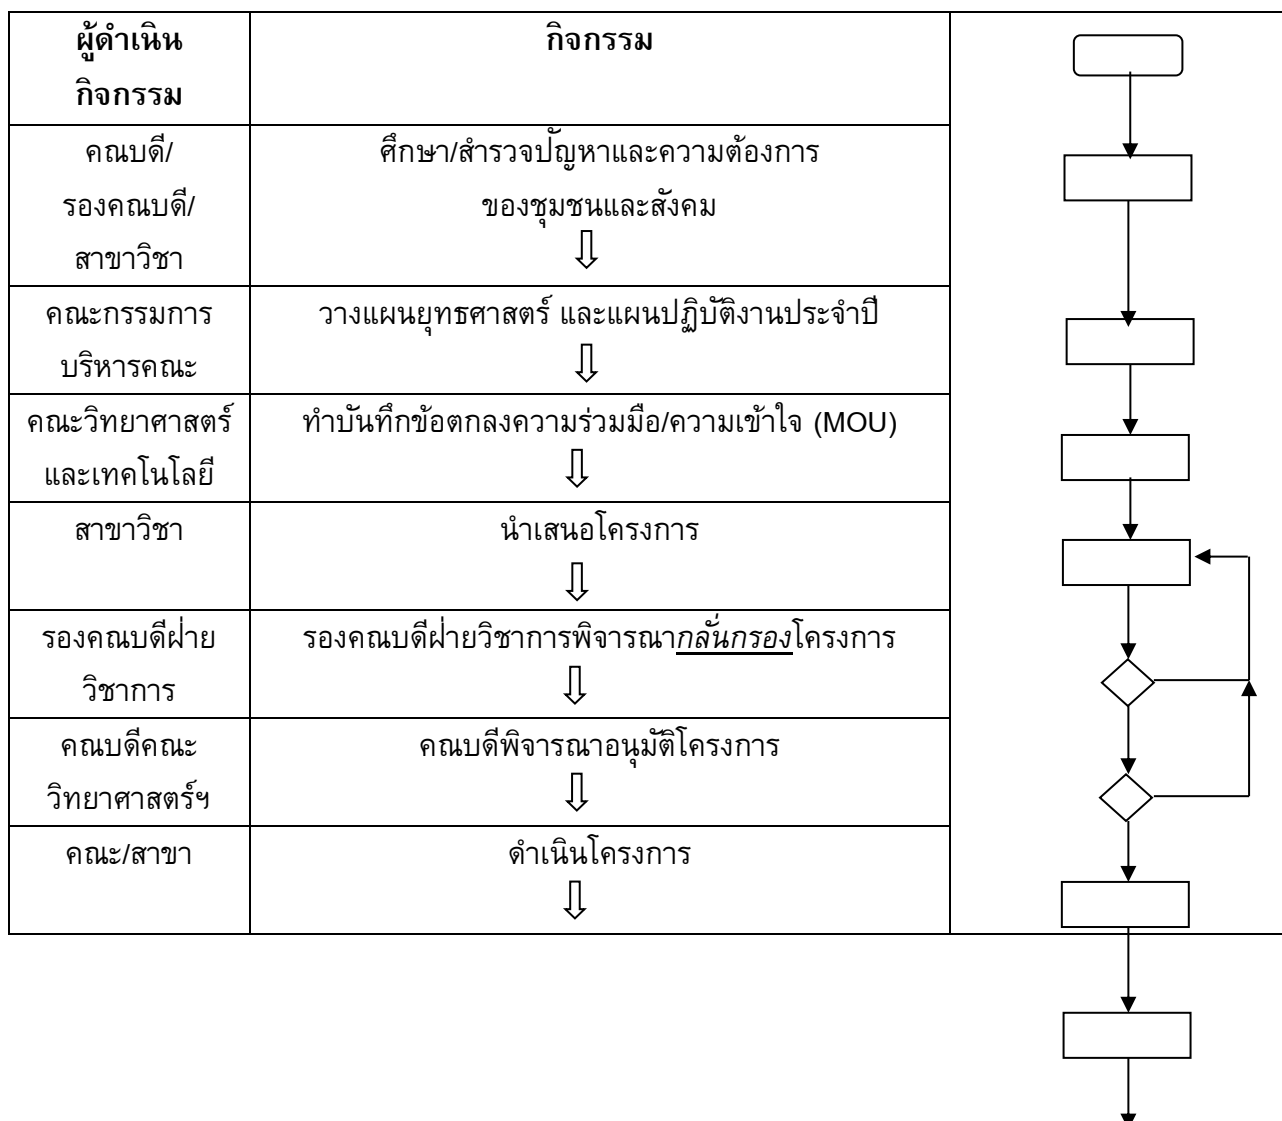 ผู้ดำเนิน
กิจกรรม
กิจกรรม
คณบดี/
รองคณบดี/
สาขาวิชา
ศึกษา/สำรวจปัญหาและความต้องการ
ของชุมชนและสังคม
คณะกรรมการ
บริหารคณะ
วางแผนยุทธศาสตร์ และแผนปฏิบัติงานประจำปี
คณะวิทยาศาสตร์
และเทคโนโลยี
ทำบันทึกข้อตกลงความร่วมมือ/ความเข้าใจ (MOU)
สาขาวิชา
นำเสนอโครงการ
รองคณบดีฝ่าย
วิชาการ
รองคณบดีฝ่ายวิชาการพิจารณากลั่นกรองโครงการ
คณบดีคณะ
วิทยาศาสตร์ฯ
คณบดีพิจารณาอนุมัติโครงการ
คณะ/สาขา
ดำเนินโครงการ